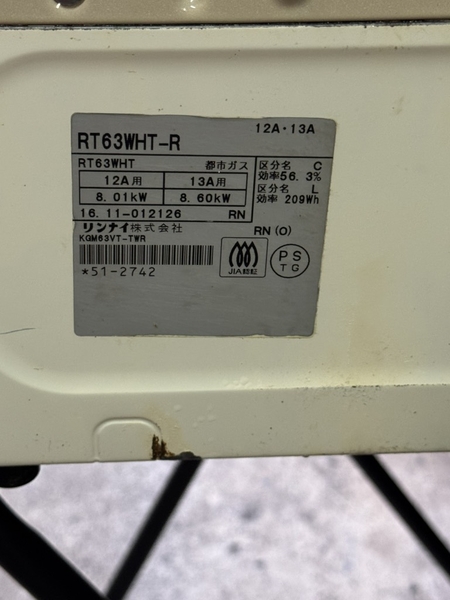 12A・13A
RT63WHT-R
RT63WHT 都市ガス
12A用 13A用
8.01kW 8.60kW
区分名 C
効率56.3%
区分名 L
効率 209Wh
16.11-012126 RN
リンナイ株式会社 RN(O)
KGM63VT-TWR
*51-2742
JIA認証
PS
TG